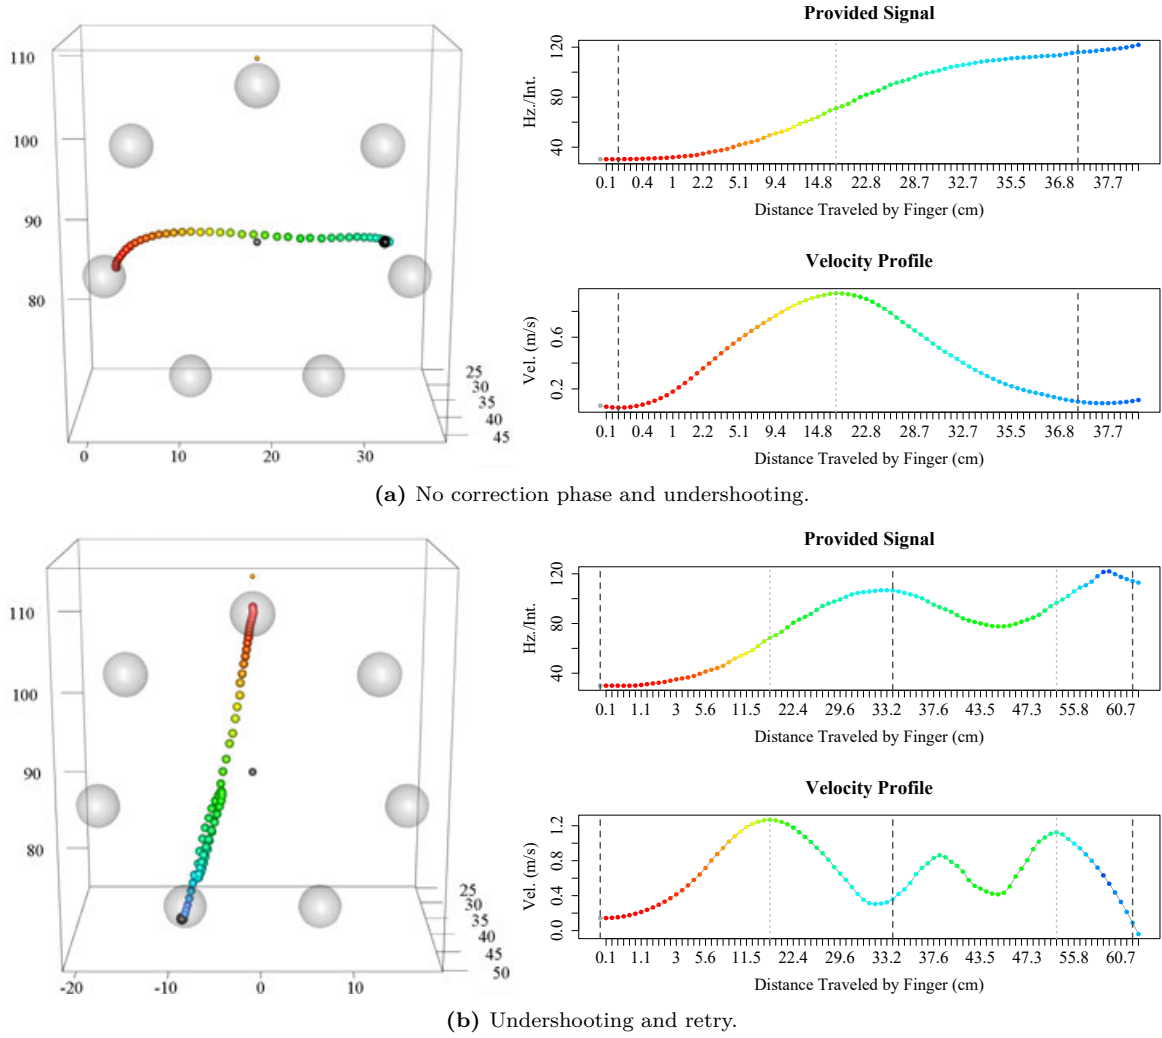 Provided Signal
110
100
90
80
0 10 20 30
25
30
35
40
45
Hz./Int.
120
80
40
0.1 0.4 1 2.2 5.1 9.4 14.8 22.8 28.7 32.7 35.5 36.8 37.7
Distance Traveled by Finger (cm)
Velocity Profile
Vel. (m/s)
0.6
0.2
0.1 0.4 1 2.2 5.1 9.4 14.8 22.8 28.7 32.7 35.5 36.8 37.7
Distance Traveled by Finger (cm)
(a) No correction phase and undershooting.
Provided Signal
110
100
90
80
-20 -10 0 10
25
30
35
40
45
50
Hz./Int.
120
80
40
0.1 1.1 3 5.6 11.5 22.4 29.6 33.2 37.6 43.5 47.3 55.8 60.7
Distance Traveled by Finger (cm)
Velocity Profile
Vel. (m/s)
1.2
0.8
0.4
0.0
0.1 1.1 3 5.6 11.5 22.4 29.6 33.2 37.6 43.5 47.3 55.8 60.7
Distance Traveled by Finger (cm)
(b) Undershooting and retry.